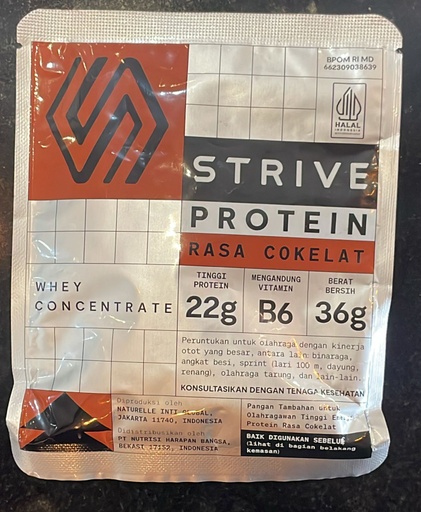 BPOM RI MD
662309038639
HALAL
INDONESIA
STRIVE
PROTEIN
RASA COKELAT
WHEY
CONCENTRATE
TINGGI
PROTEIN
22g
MENGANDUNG
VITAMIN
B6
BERAT
BERSIH
36g
Peruntukan untuk olahraga dengan kinerja
otot yang besar, antara lain binaraga,
angkat besi, sprint (lari 100 m, dayung,
renang), olahraga tarung, dan lain-lain.
KONSULTASIKAN DENGAN TENAGA KESEHATAN
Diproduksi oleh
NATURELLE INTI GLOBAL,
JAKARTA 11740, INDONESIA
Didistribusikan oleh
PT NUTRISI HARAPAN BANGSA,
BEKASI 17152, INDONESIA
Pangan Tambahan untuk
Olahragawan Tinggi
Protein Rasa Cokelat
BAIK DIGUNAKAN SEBELUM
(lihat di bagian belakang
kemasan)